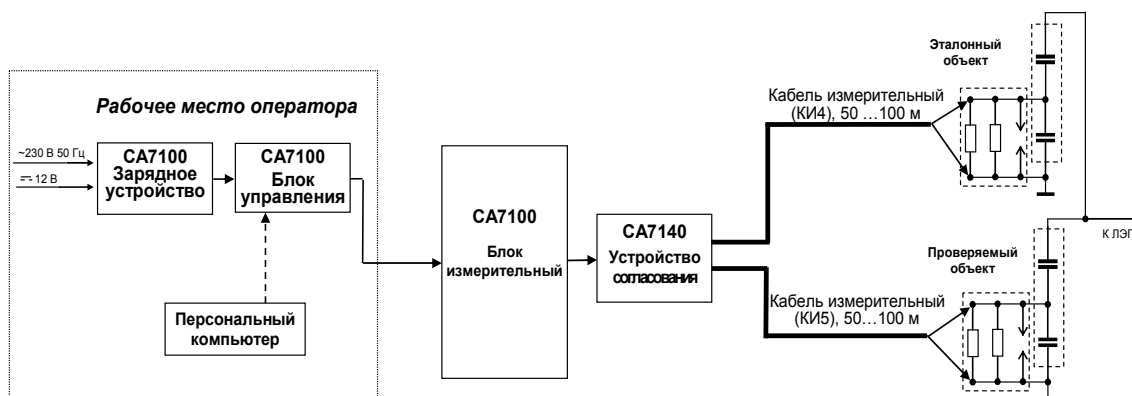 Эталонный
объект
Рабочее место оператора
Кабель измерительный
(КИ4), 50 …100 м
~230 В 50 Гц
12 В
СА7100
Зарядное
устройство
СА7100
Блок
управления
СА7100
Блок
измерительный
СА7140
Устройство
согласования
К ЛЭП
Проверяемый
объект
Кабель измерительный
(КИ5), 50…100 м
Персональный
компьютер